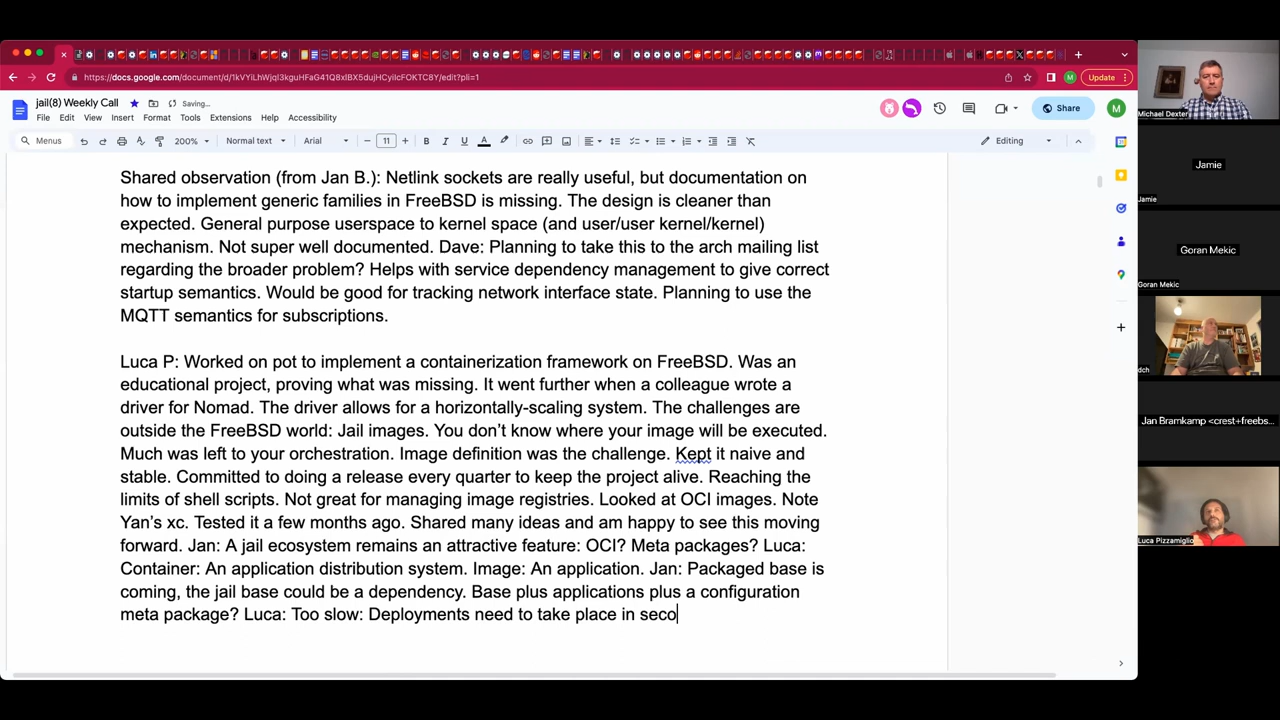 https://docs.google.com/document/d/1kVYiLhWjqI3kguHFaG41Q8xIBX5dujHCyiIcFOKTC8Y/edit?pli=1
M
Update
jail(8) Weekly Call
Saving...
File Edit View Insert Format Tools Extensions Help Accessibility
Share
M
Menus
200%
Normal text
Arial
11
B I U A
Editing
Shared observation (from Jan B.): Netlink sockets are really useful, but documentation on
how to implement generic families in FreeBSD is missing. The design is cleaner than
expected. General purpose userspace to kernel space (and user/user kernel/kernel)
mechanism. Not super well documented. Dave: Planning to take this to the arch mailing list
regarding the broader problem? Helps with service dependency management to give correct
startup semantics. Would be good for tracking network interface state. Planning to use the
MQTT semantics for subscriptions.
Luca P: Worked on pot to implement a containerization framework on FreeBSD. Was an
educational project, proving what was missing. It went further when a colleague wrote a
driver for Nomad. The driver allows for a horizontally-scaling system. The challenges are
outside the FreeBSD world: Jail images. You don’t know where your image will be executed.
Much was left to your orchestration. Image definition was the challenge. Kept it naive and
stable. Committed to doing a release every quarter to keep the project alive. Reaching the
limits of shell scripts. Not great for managing image registries. Looked at OCI images. Note
Yan’s xc. Tested it a few months ago. Shared many ideas and am happy to see this moving
forward. Jan: A jail ecosystem remains an attractive feature: OCI? Meta packages? Luca:
Container: An application distribution system. Image: An application. Jan: Packaged base is
coming, the jail base could be a dependency. Base plus applications plus a configuration
meta package? Luca: Too slow: Deployments need to take place in seco
Michael Dexter
Jamie
Jamie
Goran Mekic
Goran Mekic
dch
Jan Bramkamp <crest+freebs...
Luca Pizzamiglio